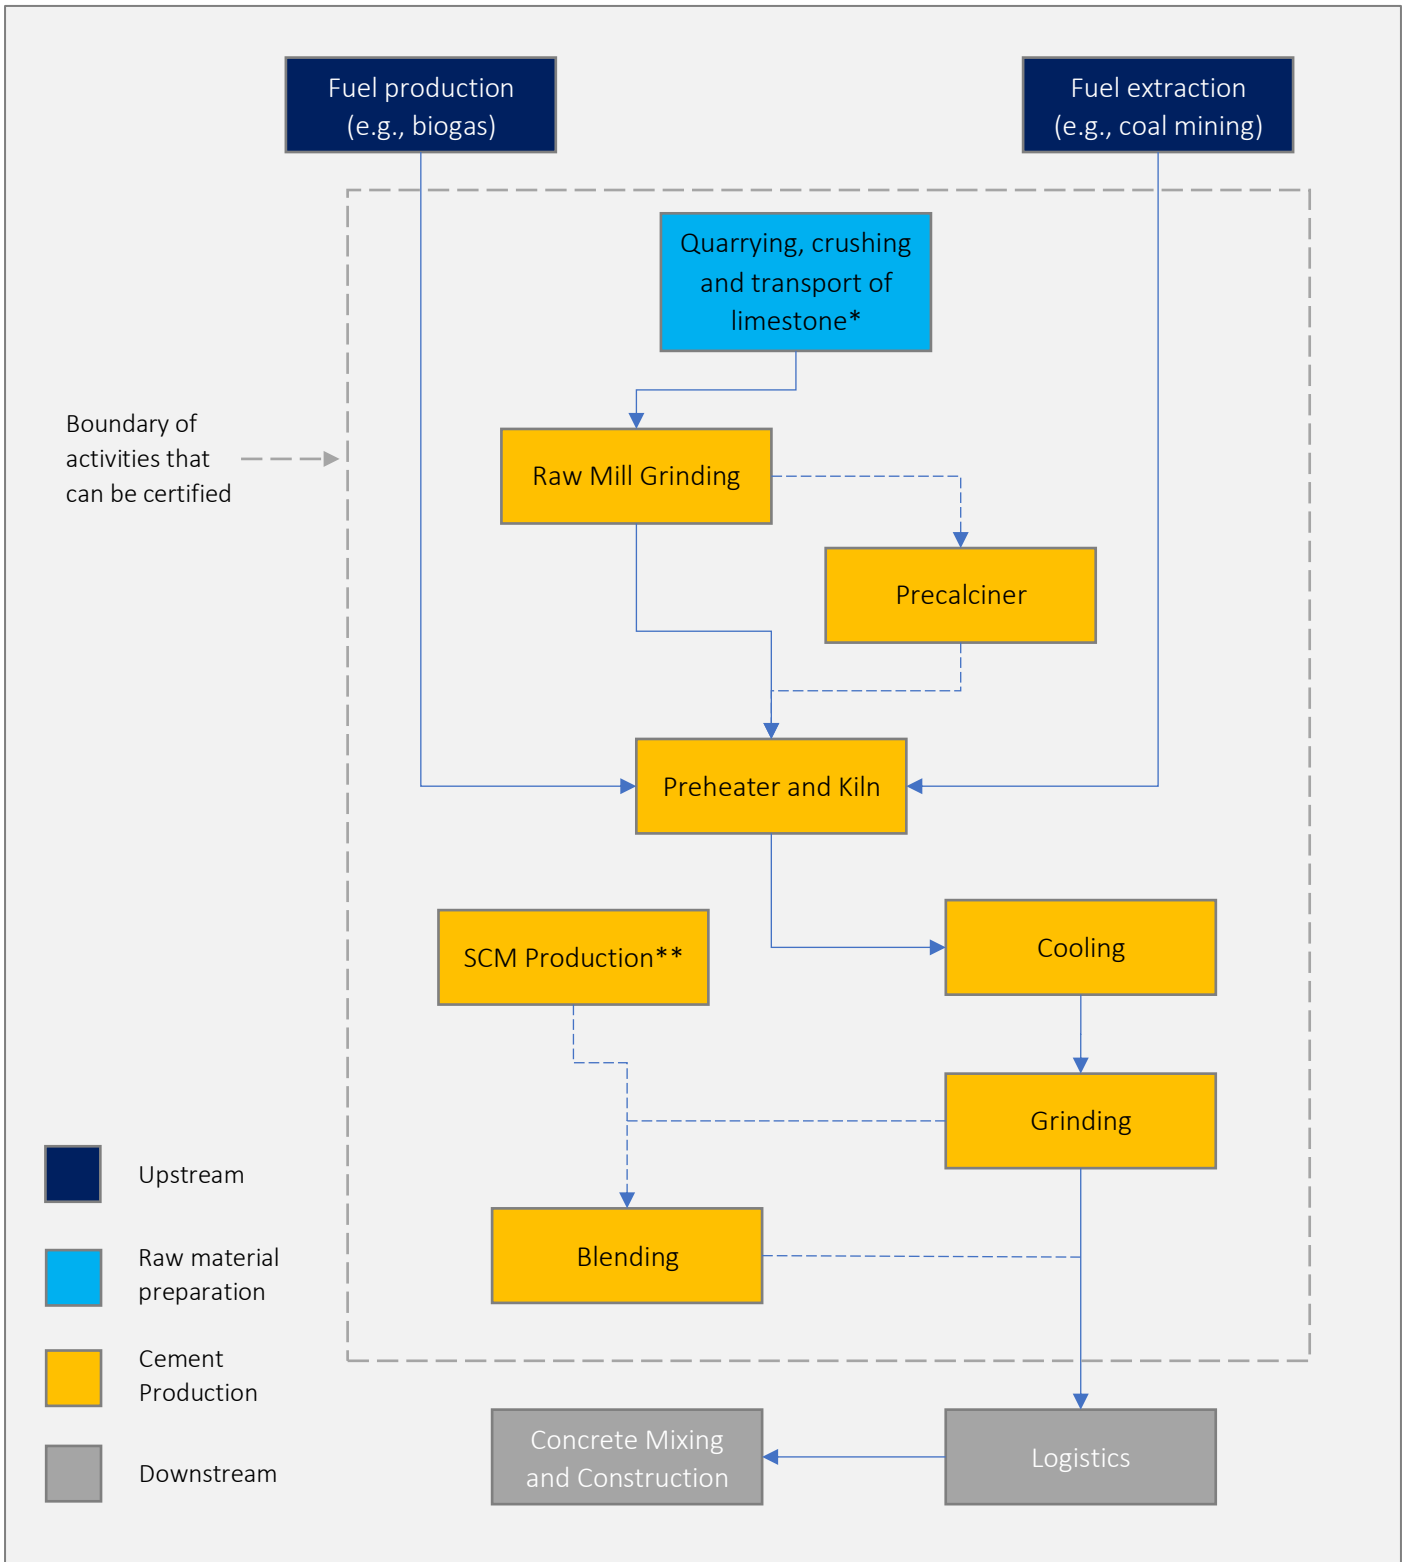 Fuel production
(e.g., biogas)
Fuel extraction
(e.g., coal mining)
Quarrying, crushing
and transport of
limestone*
Boundary of
activities that
can be certified
Raw Mill Grinding
Precalciner
Preheater and Kiln
SCM Production**
Cooling
Grinding
Blending
Upstream
Raw material
preparation
Cement
Production
Downstream
Concrete Mixing
and Construction
Logistics